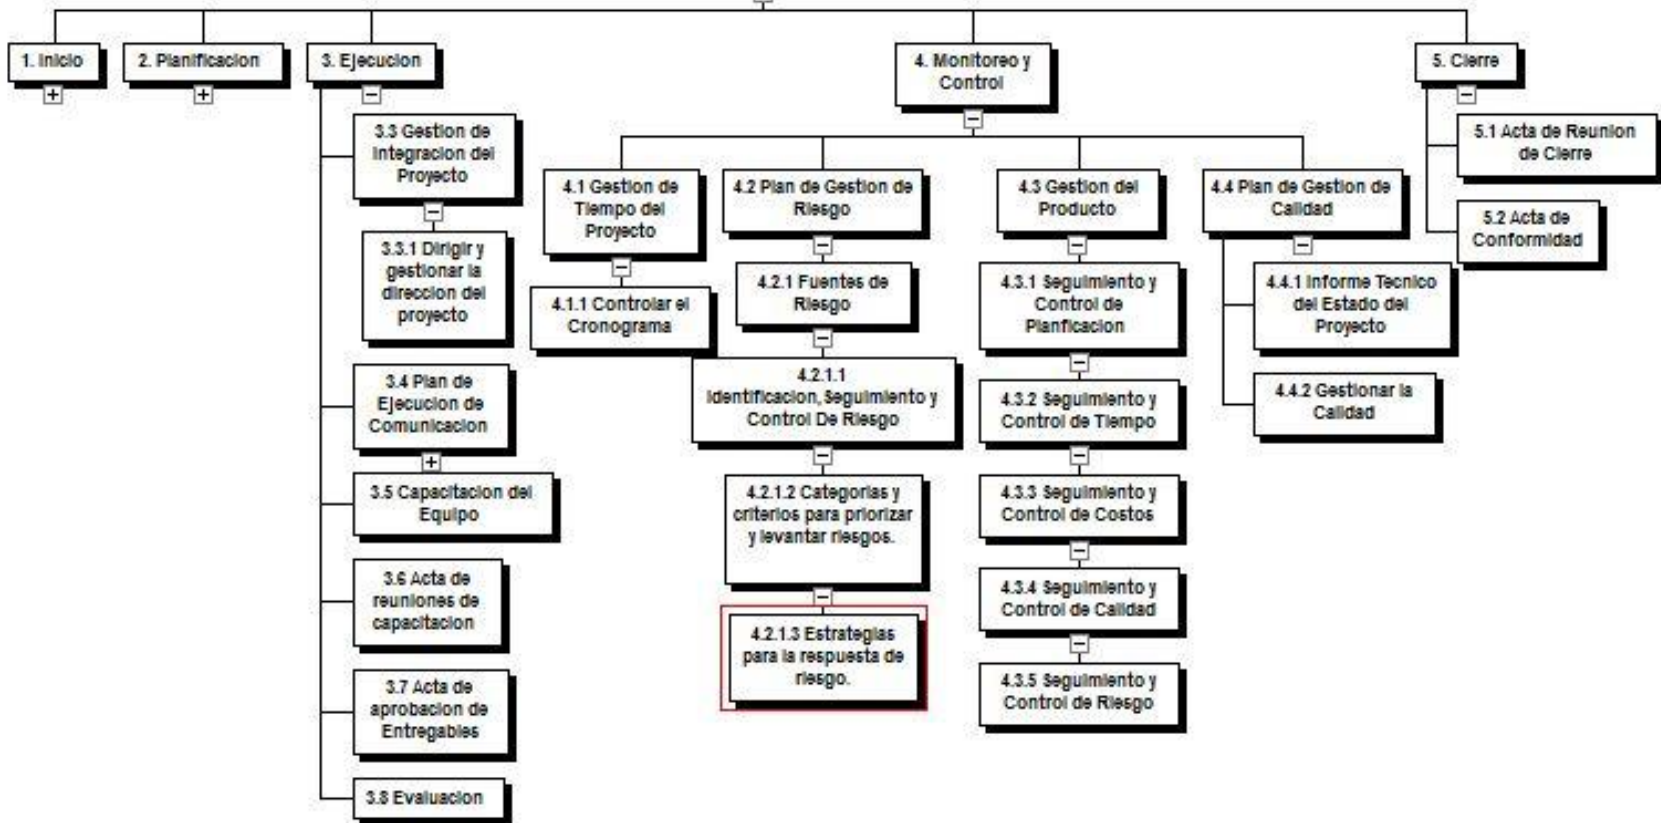 1. Inicio
2. Planificacion
3. Ejecucion
3.3 Gestion de
Integracion del
Proyecto
3.3.1 Dirigir y
gestionar la
direccion del
proyecto
3.4 Plan de
Ejecucion de
Comunicacion
3.5 Capacitacion del
Equipo
3.6 Acta de
reuniones de
capacitacion
3.7 Acta de
aprobacion de
Entregables
3.8 Evaluacion
4. Monitoreo y
Control
4.1 Gestion de
Tiempo del
Proyecto
4.1.1 Controlar el
Cronograma
4.2 Plan de Gestion de
Riesgo
4.2.1 Fuentes de
Riesgo
4.2.1.1
Identificacion,Seguimiento y
Control De Riesgo
4.2.1.2 Categorias y
criterios para priorizar
y levantar riesgos.
4.2.1.3 Estrategias
para la respuesta de
riesgo.
4.3 Gestion del
Producto
4.3.1 Seguimiento y
Control de
Planficacion
4.3.2 Seguimiento y
Control de Tiempo
4.3.3 Seguimiento y
Control de Costos
4.3.4 Seguimiento y
Control de Calidad
4.3.5 Seguimiento y
Control de Riesgo
4.4 Plan de Gestion de
Calidad
4.4.1 Informe Tecnico
del Estado del
Proyecto
4.4.2 Gestionar la
Calidad
5. Cierre
5.1 Acta de Reunion
de Cierre
5.2 Acta de
Conformidad